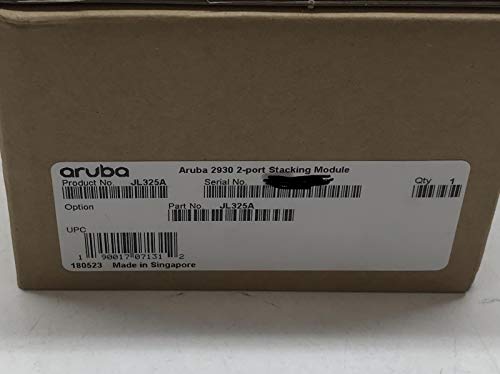 aruba
Aruba 2930 2-port Stacking Module
Product No JL325A Serial No. Qty 1
Option Part No JL325A
UPC
1 90017 07131 2
180523 Made in Singapore